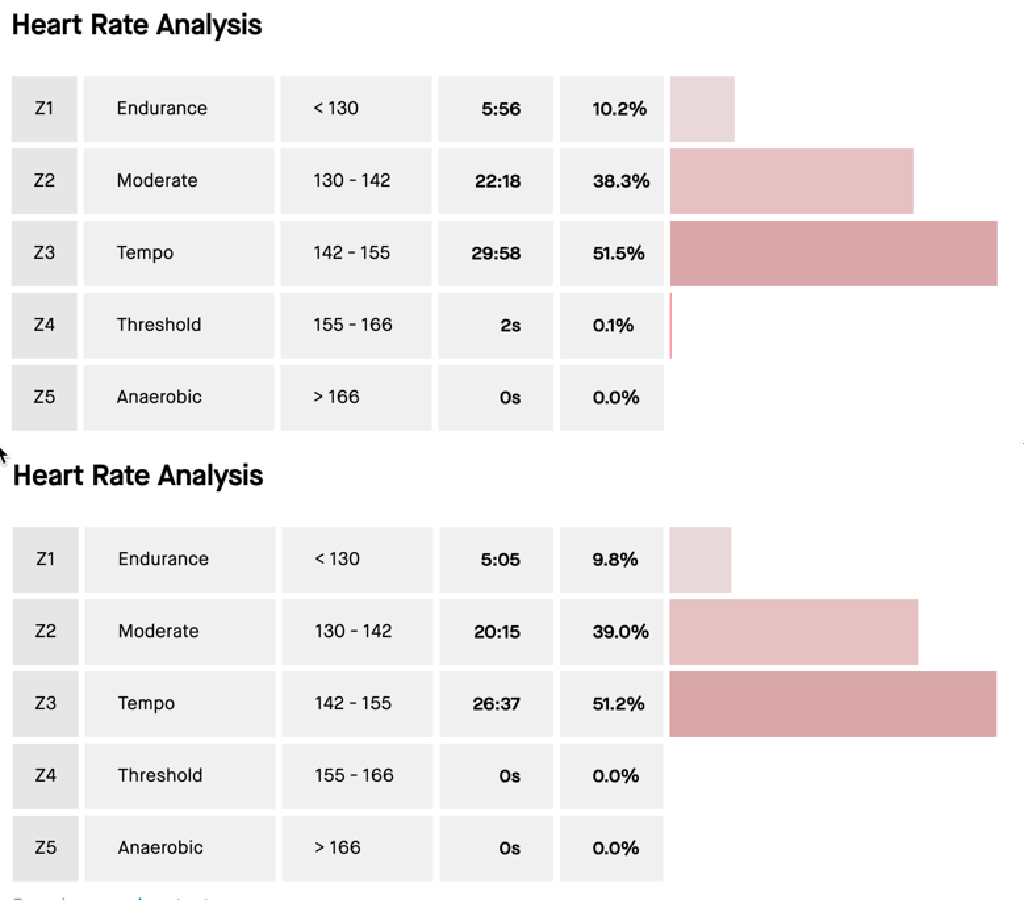 Heart Rate Analysis
Z1 Endurance < 130 5:56 10.2%
Z2 Moderate 130 - 142 22:18 38.3%
Z3 Tempo 142 - 155 29:58 51.5%
Z4 Threshold 155 - 166 2s 0.1%
Z5 Anaerobic > 166 0s 0.0%
Heart Rate Analysis
Z1 Endurance < 130 5:05 9.8%
Z2 Moderate 130 - 142 20:15 39.0%
Z3 Tempo 142 - 155 26:37 51.2%
Z4 Threshold 155 - 166 0s 0.0%
Z5 Anaerobic > 166 0s 0.0%